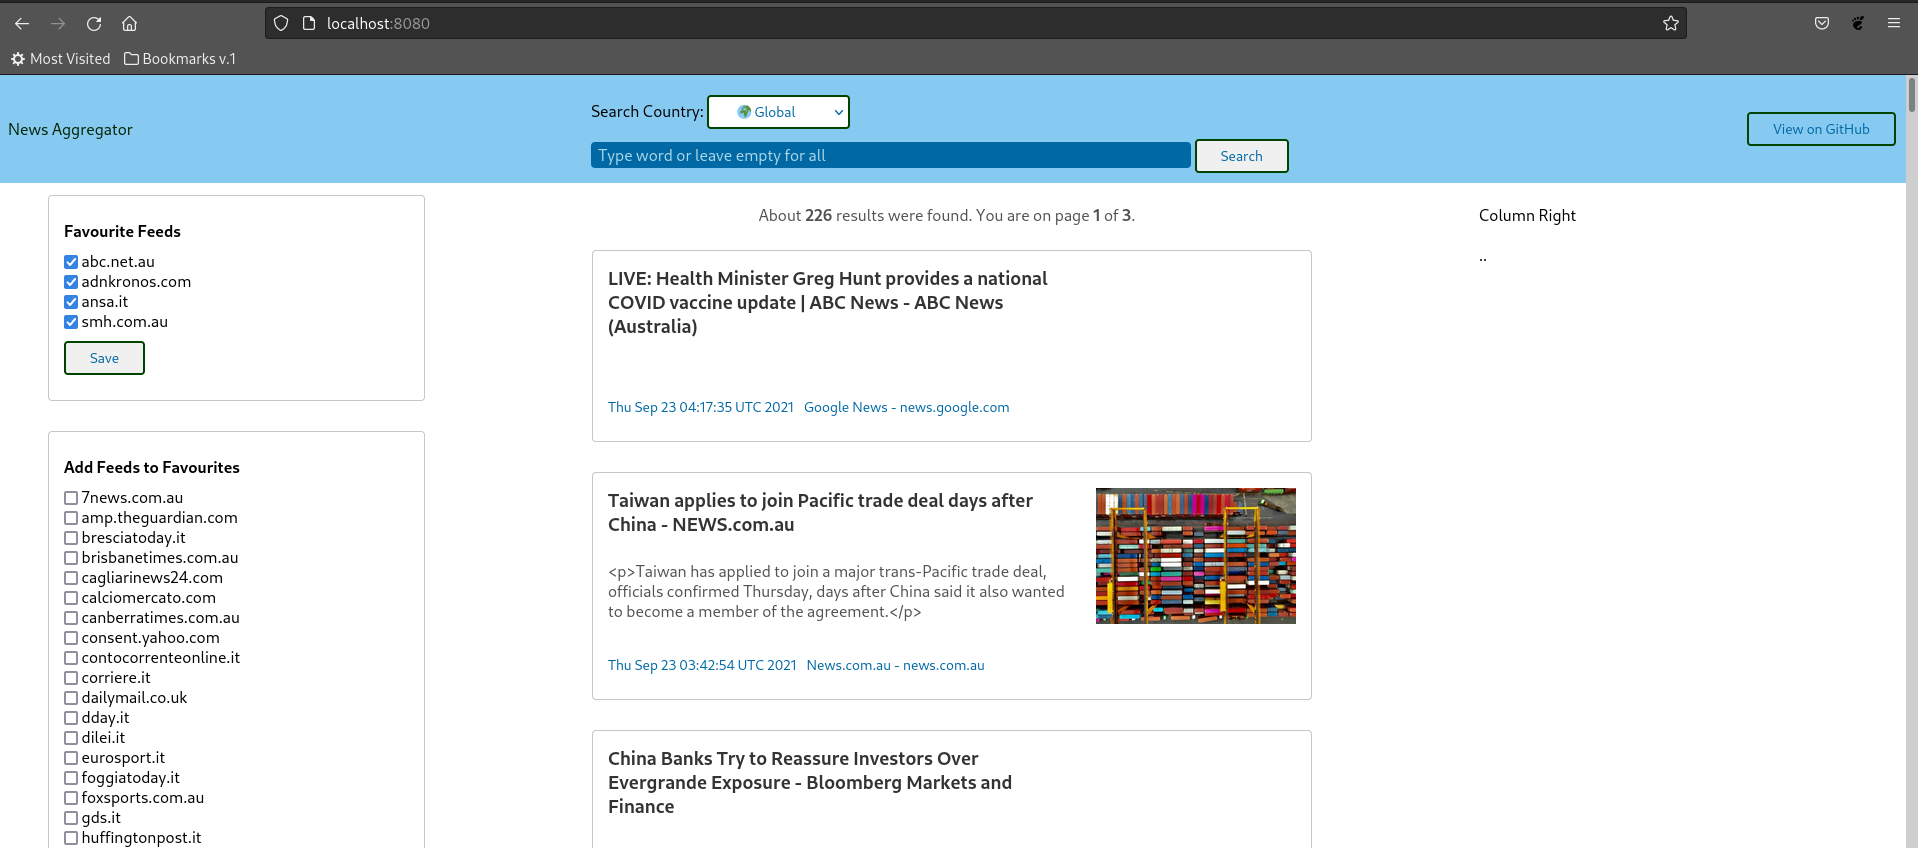 localhost:8080
Most Visited
Bookmarks v.1
News Aggregator
Search Country:
Global
Type word or leave empty for all
Search
View on GitHub
Favourite Feeds
abc.net.au
adnkronos.com
ansa.it
smh.com.au
Save
Add Feeds to Favourites
7news.com.au
amp.theguardian.com
bresciatoday.it
brisbanetimes.com.au
cagliarinews24.com
calciomercato.com
canberratimes.com.au
consent.yahoo.com
contocorrenteonline.it
corriere.it
dailymail.co.uk
dday.it
dilei.it
eurosport.it
foggiatoday.it
foxsports.com.au
gds.it
huffingtonpost.it
About 226 results were found. You are on page 1 of 3.
LIVE: Health Minister Greg Hunt provides a national
COVID vaccine update | ABC News - ABC News
(Australia)
Thu Sep 23 04:17:35 UTC 2021 Google News - news.google.com
Taiwan applies to join Pacific trade deal days after
China - NEWS.com.au
<p>Taiwan has applied to join a major trans-Pacific trade deal,
officials confirmed Thursday, days after China said it also wanted
to become a member of the agreement.</p>
Thu Sep 23 03:42:54 UTC 2021 News.com.au - news.com.au
China Banks Try to Reassure Investors Over
Evergrande Exposure - Bloomberg Markets and
Finance
Column Right
..